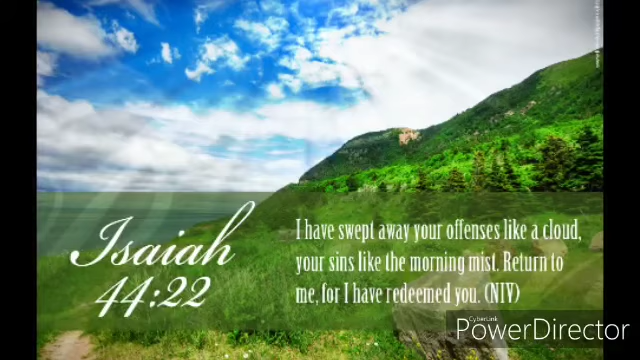 Isaiah
44:22
I have swept away your offenses like a cloud,
your sins like the morning mist. Return to
me, for I have redeemed you. (NIV)
CyberLink
PowerDirector